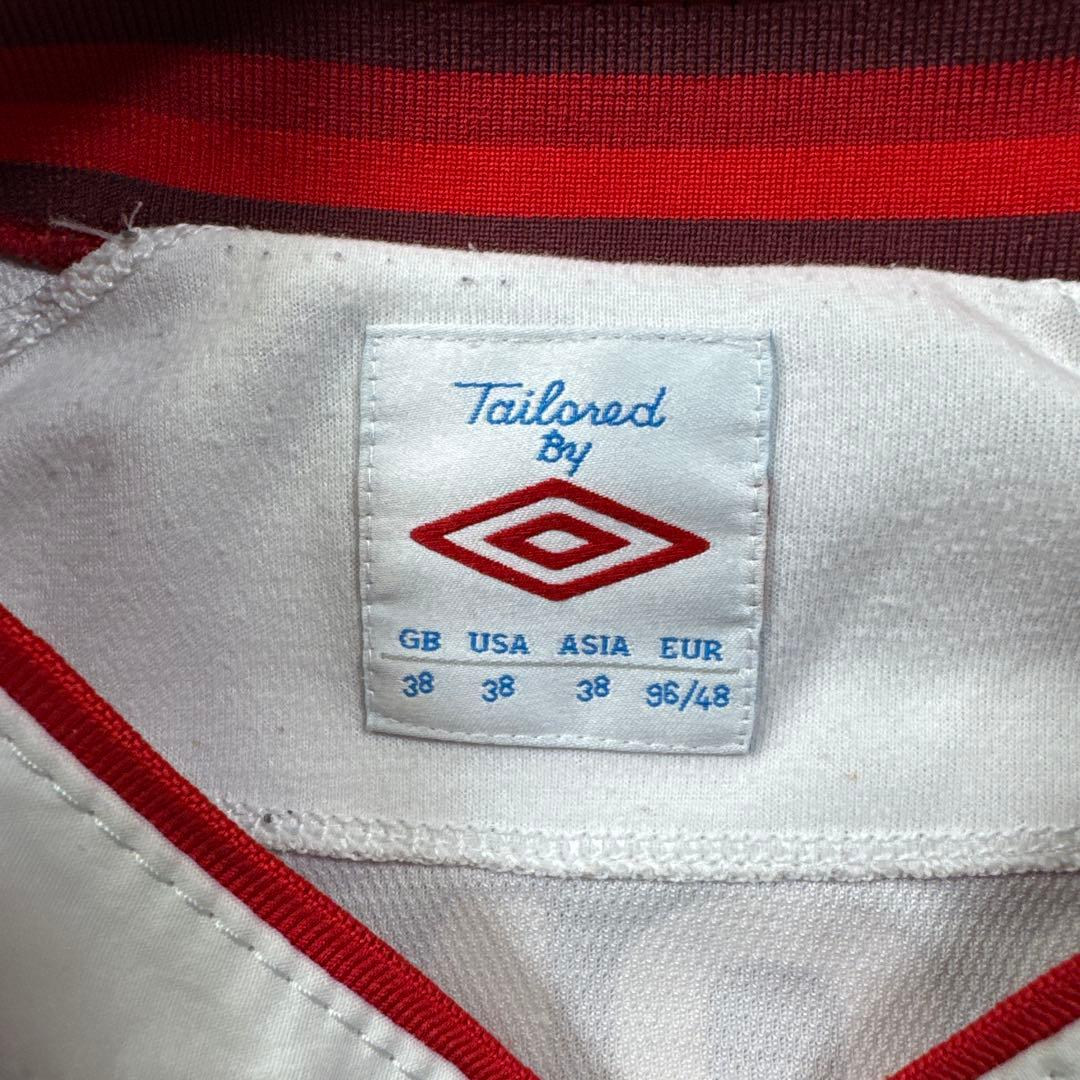 Tailored
By
GB USA ASIA EUR
38 38 38 96/48